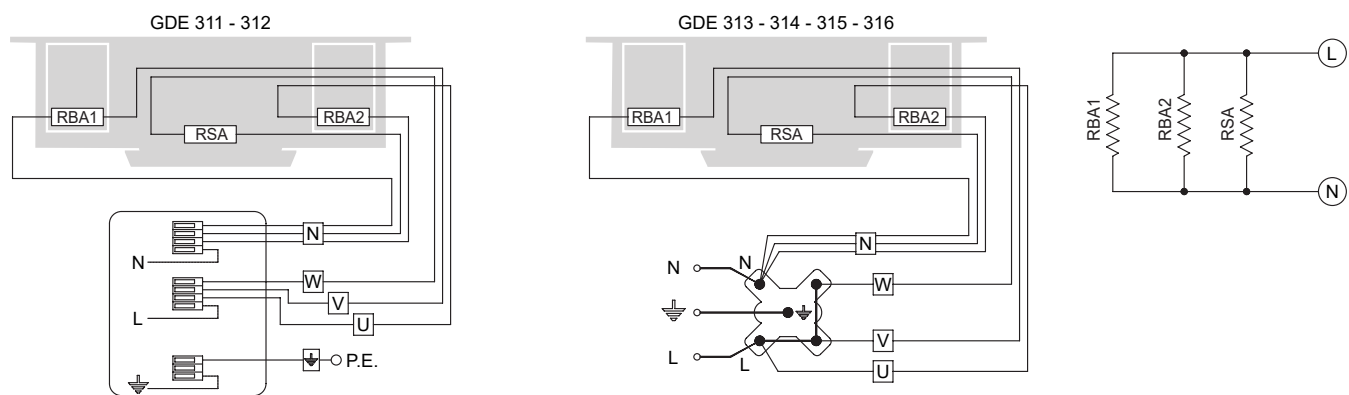 GDE 311 - 312
RBA1
RBA2
RSA
N
N
W
V
L
U
P.E.
GDE 313 - 314 - 315 - 316
RBA1
RBA2
RSA
N
N
N
W
V
L
L
U
RBA1
RBA2
RSA
L
N